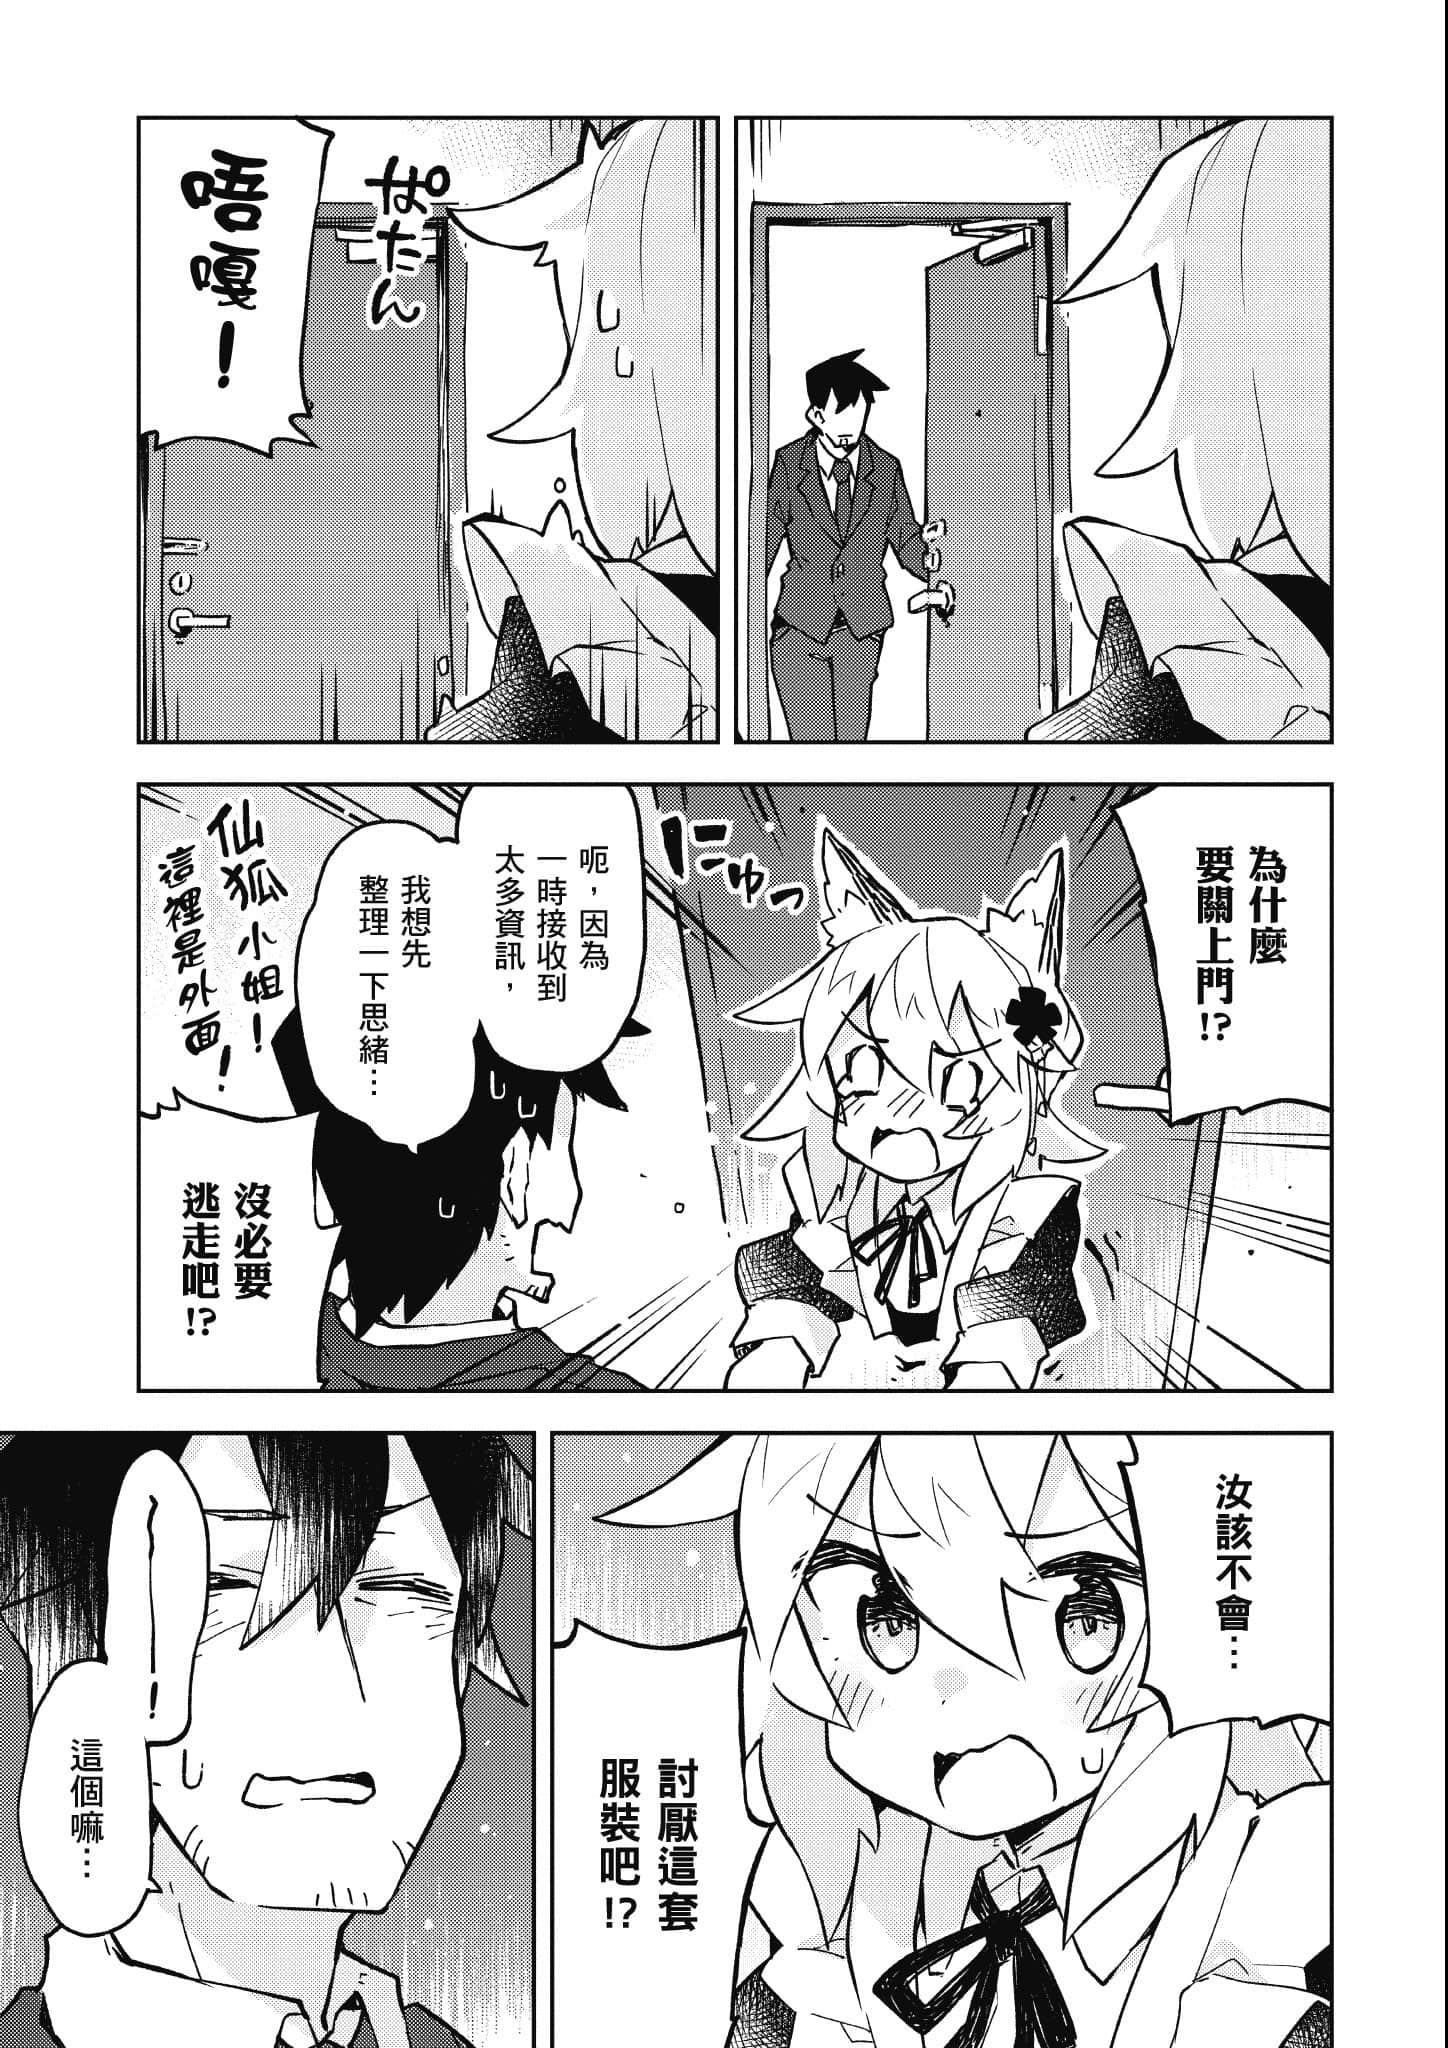 ぱたん
唔
嘎！
為什麼
要關上門!?
にゅっ
呃，因為
一時接收到
太多資訊，
我想先
整理一下思緒…
仙狐小姐！
這裡是外面！
沒必要
逃走吧!?
汝該不會…
討厭這套
服裝吧!?
——！
這個嘛…